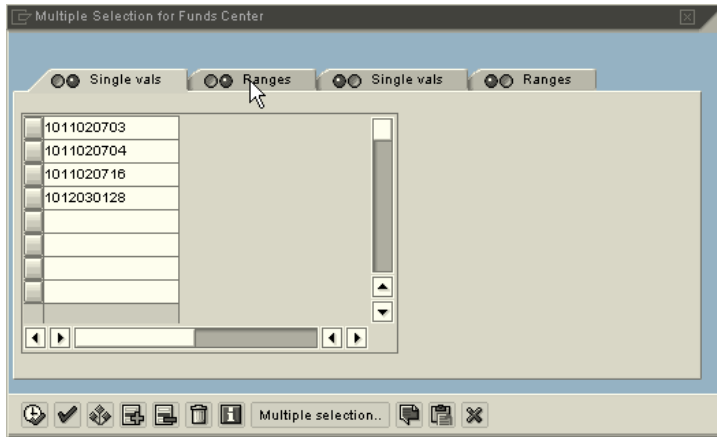 Multiple Selection for Funds Center
Single vals Ranges Single vals Ranges
1011020703
1011020704
1011020716
1012030128
Multiple selection..